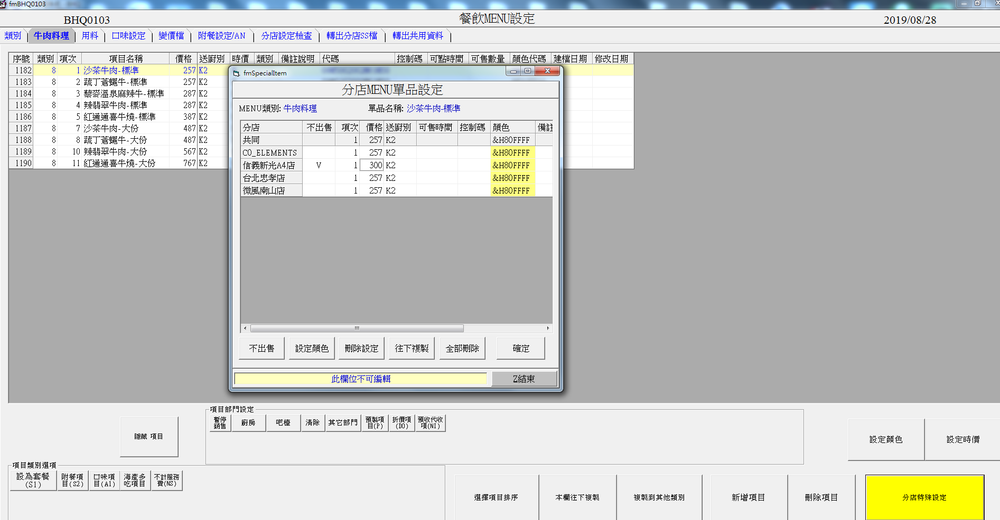 fmBHQ0103
BHQ0103 餐飲MENU設定 2019/08/28
類別 牛肉料理 用料 口味設定 變價檔 附餐設定/AN 分店設定檢查 轉出分店SS檔 轉出共用資料
序號 類別 項次 項目名稱 價格 送廚別 時價 類別 備註說明 代碼 控制碼 可點時間 可售數量 顏色代碼 建檔日期 修改日期
1182 8 1 沙茶牛肉-標準 257 K2
1183 8 2 蔬丁蒼蠅牛-標準 257 K2
1184 8 3 藜麥溫泉麻辣牛-標準 287 K2
1185 8 4 辣翡翠牛肉-標準 287 K2
1186 8 5 紅通通喜牛燒-標準 387 K2
1187 8 7 沙茶牛肉-大份 487 K2
1188 8 8 蔬丁蒼蠅牛-大份 487 K2
1189 8 10 辣翡翠牛肉-大份 567 K2
1190 8 11 紅通通喜牛燒-大份 767 K2
fmSpecialItem
分店MENU單品設定
MENU類別: 牛肉料理 單品名稱: 沙茶牛肉-標準
分店 不出售 項次 價格 送廚別 可售時間 控制碼 顏色 備註
共同 1 257 K2 &H80FFFF
CO_ELEMENTS 1 257 K2 &H80FFFF
信義新光A4店 V 1 300 K2 &H80FFFF
台北忠孝店 1 257 K2 &H80FFFF
微風南山店 1 257 K2 &H80FFFF
不出售 設定顏色 刪除設定 往下複製 全部刪除 確定
此欄位不可編輯 Z結束
隱藏 項目
項目部門設定
暫停銷售 廚房 吧檯 清除 其它部門 預製項目(P) 折價項(DO) 預收代收項(NI)
設定顏色 設定時價
項目類別選項
設為套餐(S1) 附餐項目(S2) 口味項目(A1) 海產多吃項目 不計服務費(NS)
選擇項目排序 本欄往下複製 複製到其他類別 新增項目 刪除項目 分店特殊設定